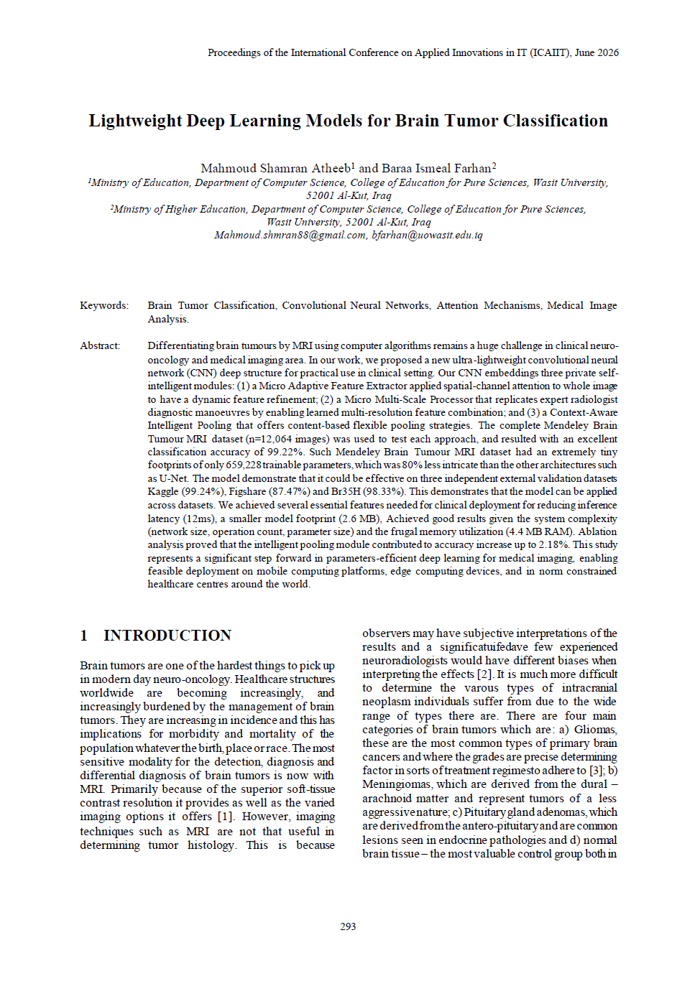 Proceedings of the International Conference on Applied Innovations in IT (ICAIIT), June 2026
Lightweight Deep Learning Models for Brain Tumor Classification
Mahmoud Shamran Atheeb1 and Baraa Ismeal Farhan2
1Ministry of Education, Department of Computer Science, College of Education for Pure Sciences, Wasit University,
52001 Al-Kut, Iraq
2Ministry of Higher Education, Department of Computer Science, College of Education for Pure Sciences,
Wasit University, 52001 Al-Kut, Iraq
Mahmoud.shmran88@gmail.com, bfarhan@uowasit.edu.iq
Keywords: Brain Tumor Classification, Convolutional Neural Networks, Attention Mechanisms, Medical Image
Analysis.
Abstract: Differentiating brain tumours by MRI using computer algorithms remains a huge challenge in clinical neuro-
oncology and medical imaging area. In our work, we proposed a new ultra-lightweight convolutional neural
network (CNN) deep structure for practical use in clinical setting. Our CNN embeddings three private self-
intelligent modules: (1) a Micro Adaptive Feature Extractor applied spatial-channel attention to whole image
to have a dynamic feature refinement; (2) a Micro Multi-Scale Processor that replicates expert radiologist
diagnostic manoeuvres by enabling learned multi-resolution feature combination; and (3) a Context-Aware
Intelligent Pooling that offers content-based flexible pooling strategies. The complete Mendeley Brain
Tumour MRI dataset (n=12,064 images) was used to test each approach, and resulted with an excellent
classification accuracy of 99.22%. Such Mendeley Brain Tumour MRI dataset had an extremely tiny
footprints of only 659,228 trainable parameters, which was 80% less intricate than the other architectures such
as U-Net. The model demonstrate that it could be effective on three independent external validation datasets
Kaggle (99.24%), Figshare (87.47%) and Br35H (98.33%). This demonstrates that the model can be applied
across datasets. We achieved several essential features needed for clinical deployment for reducing inference
latency (12ms), a smaller model footprint (2.6 MB), Achieved good results given the system complexity
(network size, operation count, parameter size) and the frugal memory utilization (4.4 MB RAM). Ablation
analysis proved that the intelligent pooling module contributed to accuracy increase up to 2.18%. This study
represents a significant step forward in parameters-efficient deep learning for medical imaging, enabling
feasible deployment on mobile computing platforms, edge computing devices, and in norm constrained
healthcare centres around the world.
1 INTRODUCTION
Brain tumors are one of the hardest things to pick up
in modern day neuro-oncology. Healthcare structures
worldwide are becoming increasingly, and
increasingly burdened by the management of brain
tumors. They are increasing in incidence and this has
implications for morbidity and mortality of the
population whatever the birth, place or race. The most
sensitive modality for the detection, diagnosis and
differential diagnosis of brain tumors is now with
MRI. Primarily because of the superior soft-tissue
contrast resolution it provides as well as the varied
imaging options it offers [1]. However, imaging
techniques such as MRI are not that useful in
determining tumor histology. This is because
observers may have subjective interpretations of the
results and a significatuifedave few experienced
neuroradiologists would have different biases when
interpreting the effects [2]. It is much more difficult
to determine the varous types of intracranial
neoplasm individuals suffer from due to the wide
range of types there are. There are four main
categories of brain tumors which are: a) Gliomas,
these are the most common types of primary brain
cancers and where the grades are precise determining
factor in sorts of treatment regimesto adhere to [3]; b)
Meningiomas, which are derived from the dural –
arachnoid matter and represent tumors of a less
aggressive nature; c) Pituitary gland adenomas, which
are derived from the antero-pituitary and are common
lesions seen in endocrine pathologies and d) normal
brain tissue – the most valuable control group both in
293